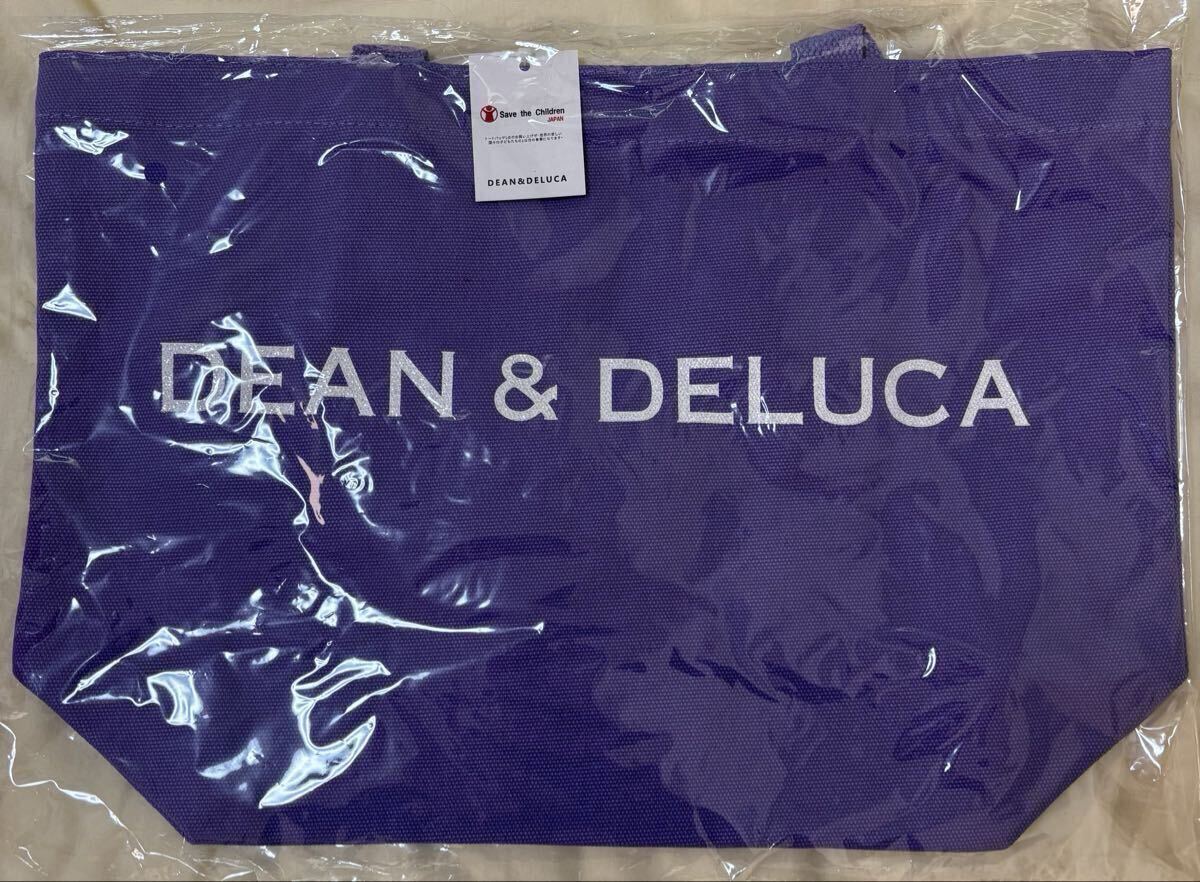 Save the Children
JAPAN
DEAN&DELUCA
DEAN & DELUCA